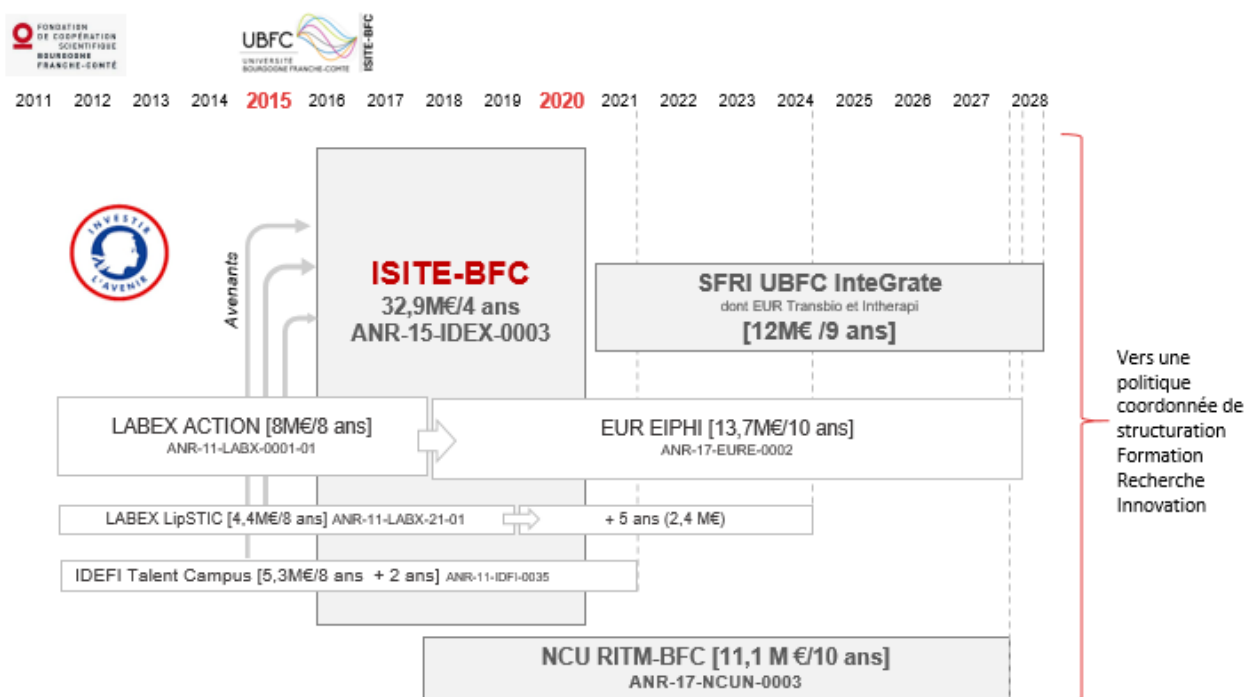 FONDATION
DE COOPÉRATION
SCIENTIFIQUE
BOURGOGNE
FRANCHE-COMTÉ
UBFC
UNIVERSITÉ
BOURGOGNE FRANCHE-COMTÉ
ISITE-BFC
2011 2012 2013 2014 2015 2016 2017 2018 2019 2020 2021 2022 2023 2024 2025 2026 2027 2028
INVESTIR
L'AVENIR
Avenants
ISITE-BFC
32,9M€/4 ans
ANR-15-IDEX-0003
SFRI UBFC InteGrate
dont EUR Transbio et Intherapi
[12M€ /9 ans]
LABEX ACTION [8M€/8 ans]
ANR-11-LABX-0001-01
EUR EIPHI [13,7M€/10 ans]
ANR-17-EURE-0002
LABEX LipSTIC [4,4M€/8 ans] ANR-11-LABX-21-01
+ 5 ans (2,4 M€)
IDEFI Talent Campus [5,3M€/8 ans + 2 ans] ANR-11-IDFI-0035
NCU RITM-BFC [11,1 M €/10 ans]
ANR-17-NCUN-0003
Vers une
politique
coordonnée de
structuration
Formation
Recherche
Innovation